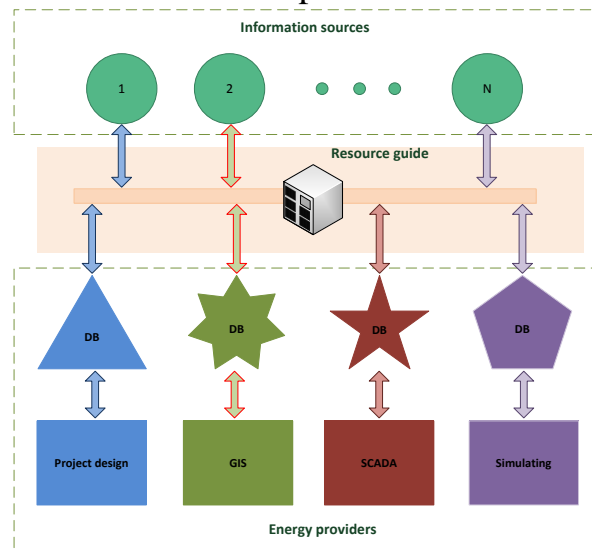 Information sources
1
2
N
Resource guide
DB
DB
DB
DB
Project design
GIS
SCADA
Simulating
Energy providers